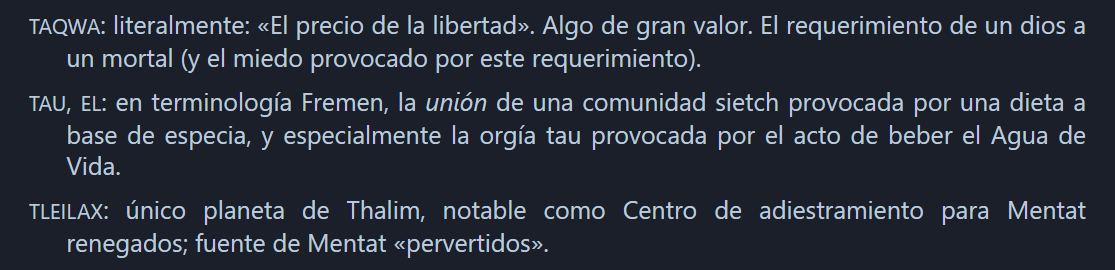 TAQWA: literalmente: «El precio de la libertad». Algo de gran valor. El requerimiento de un dios a
un mortal (y el miedo provocado por este requerimiento).
TAU, EL: en terminología Fremen, la unión de una comunidad sietch provocada por una dieta a
base de especia, y especialmente la orgía tau provocada por el acto de beber el Agua de
Vida.
TLEILAX: único planeta de Thalim, notable como Centro de adiestramiento para Mentat
renegados; fuente de Mentat «pervertidos».